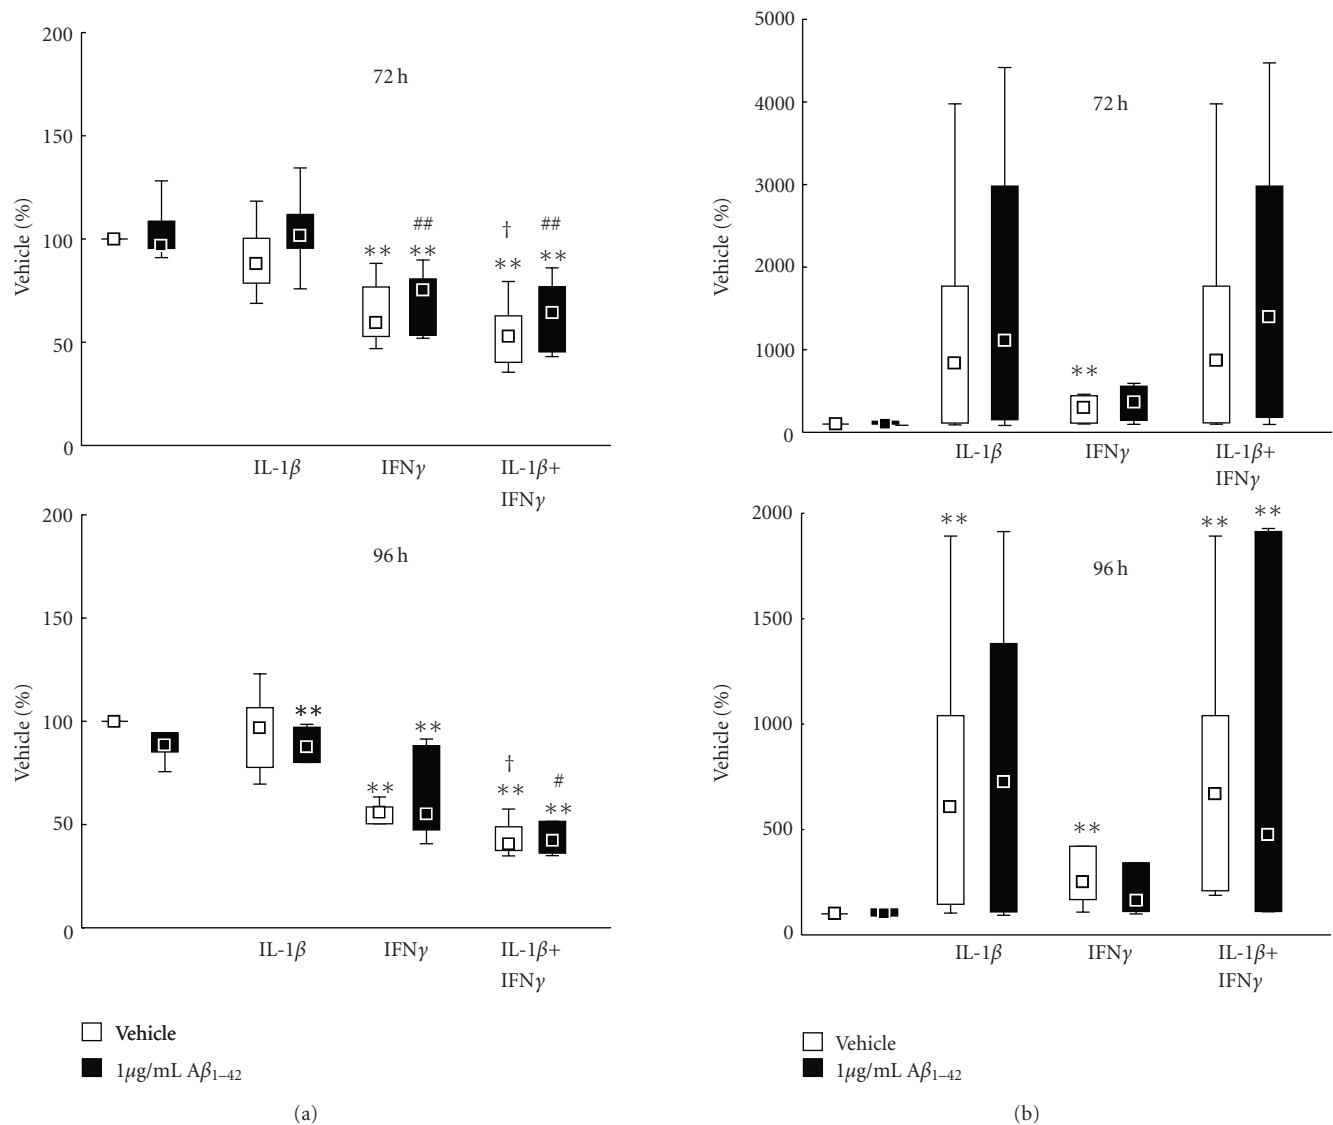 200
150
100
50
0
Vehicle (%)
72 h
∗∗
##
∗∗
†
∗∗
##
∗∗
IL-1β
IFNγ
IL-1β+
IFNγ
200
150
100
50
0
Vehicle (%)
96 h
∗∗
∗∗
∗∗
†
∗∗
#
∗∗
IL-1β
IFNγ
IL-1β+
IFNγ
Vehicle
1μg/mL Aβ1–42
(a)
5000
4000
3000
2000
1000
0
Vehicle (%)
72 h
∗∗
IL-1β
IFNγ
IL-1β+
IFNγ
2000
1500
1000
500
0
Vehicle (%)
96 h
∗∗
∗∗
∗∗
∗∗
IL-1β
IFNγ
IL-1β+
IFNγ
Vehicle
1μg/mL Aβ1–42
(b)